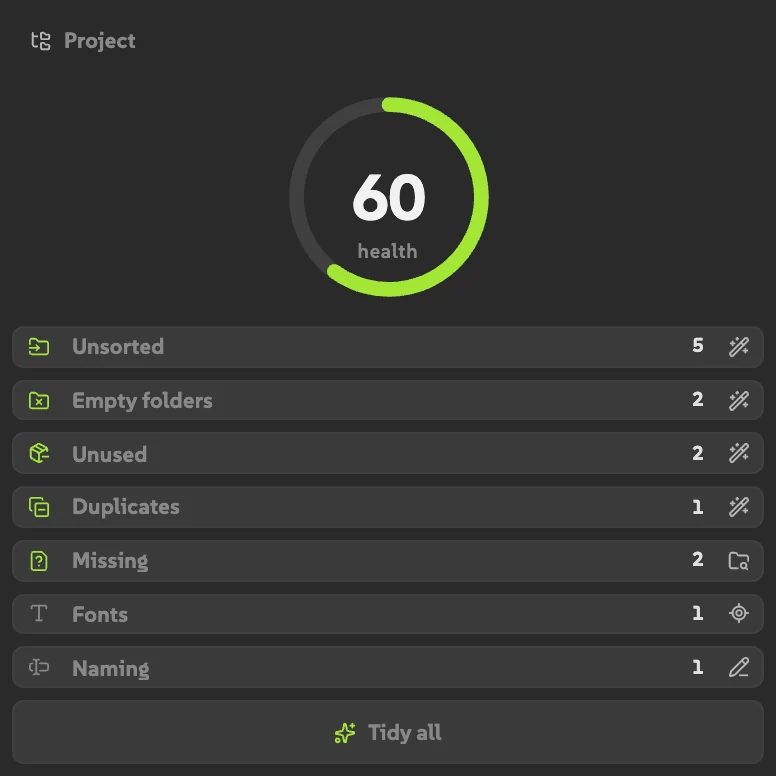 Project
60
health
Unsorted 5
Empty folders 2
Unused 2
Duplicates 1
Missing 2
Fonts 1
Naming 1
Tidy all